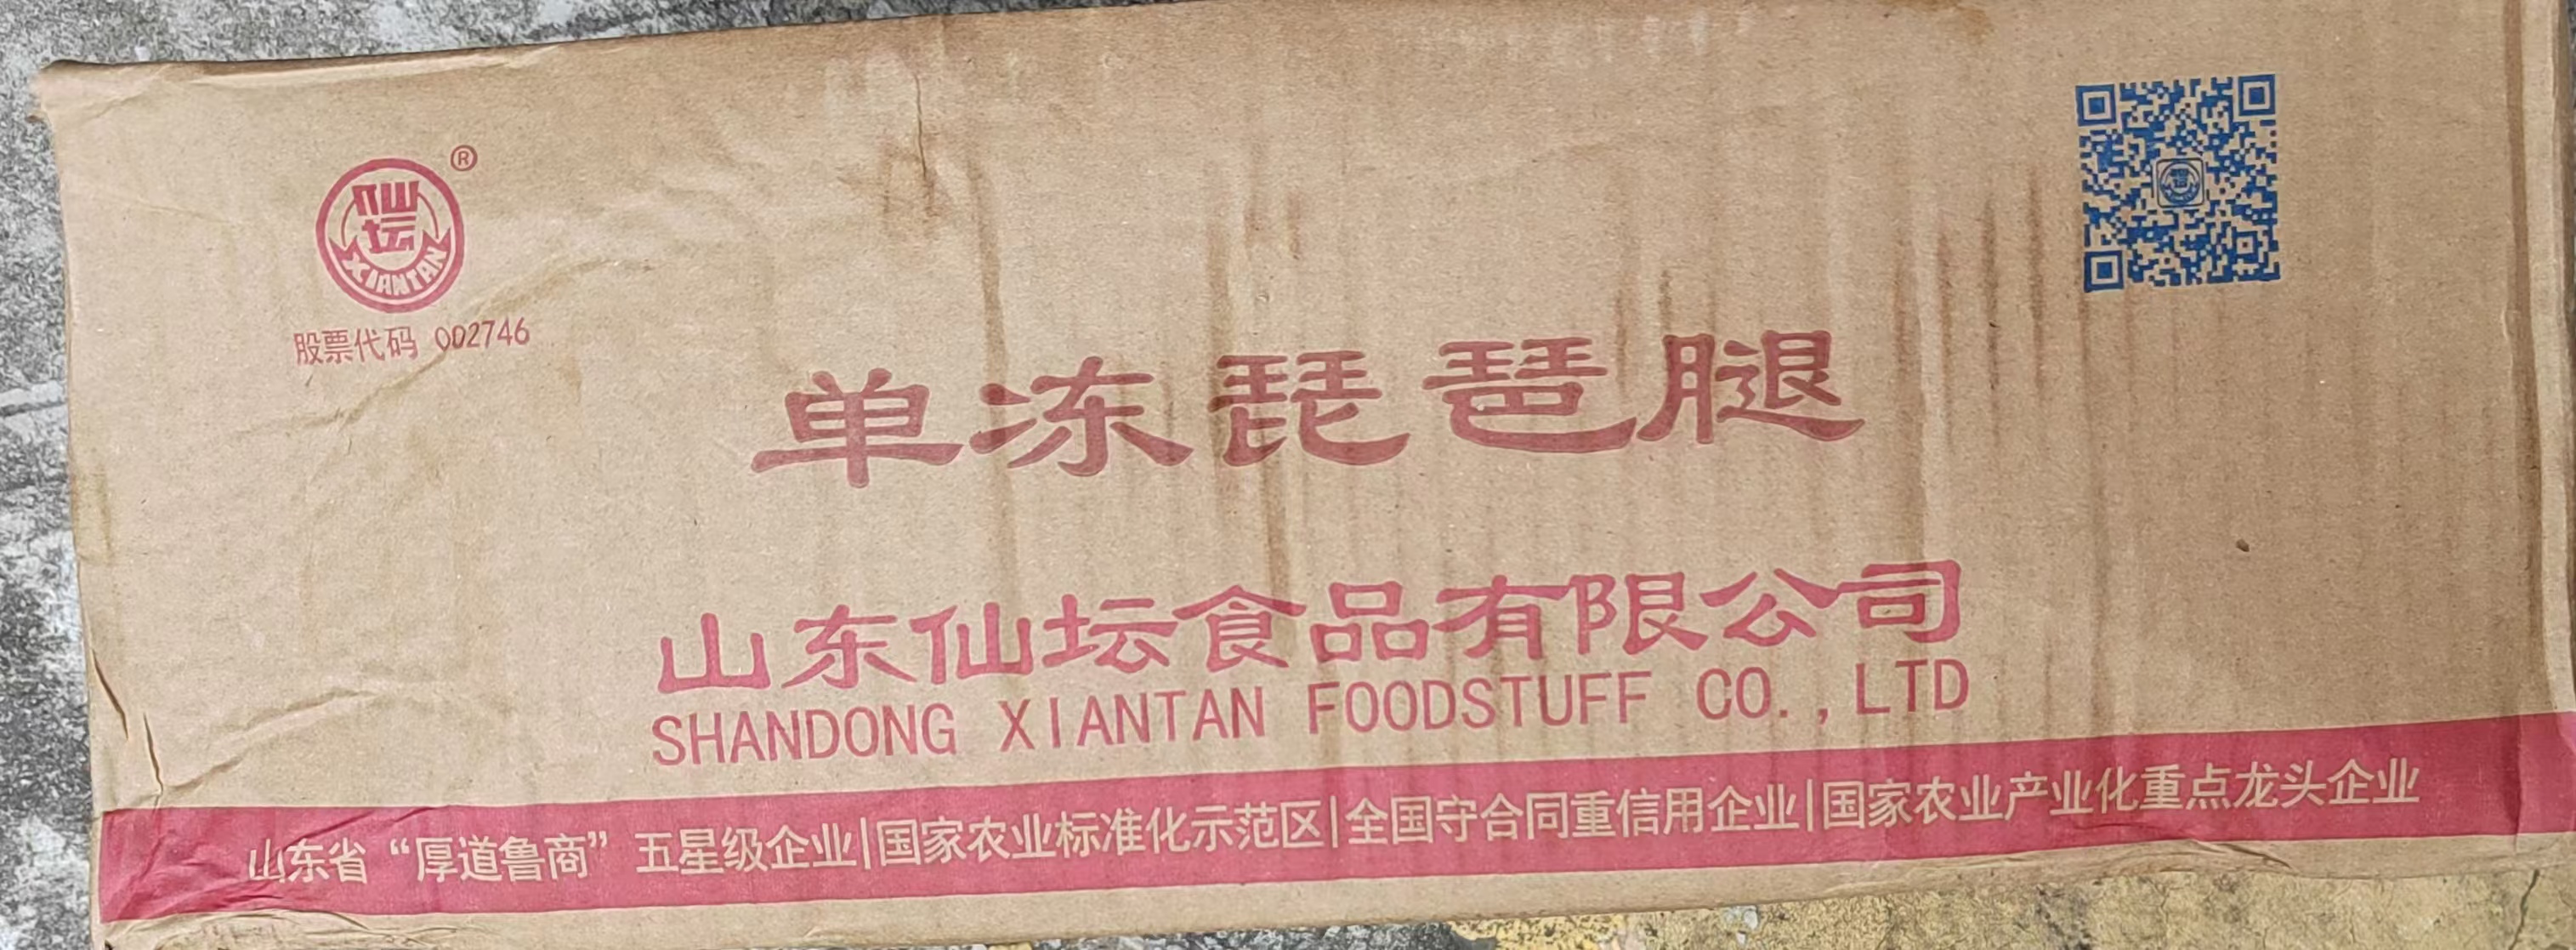 仙坛
XIANTAN
®
股票代码 002746
单冻琵琶腿
山东仙坛食品有限公司
SHANDONG XIANTAN FOODSTUFF CO.,LTD
山东省“厚道鲁商” 五星级企业|国家农业标准化示范区|全国守合同重信用企业|国家农业产业化重点龙头企业